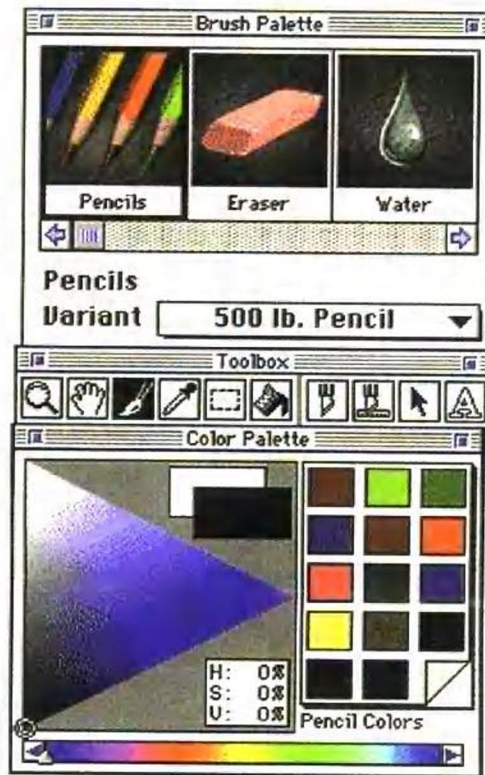 Brush Palette
Pencils
Eraser
Water
Pencils
Variant 500 lb. Pencil
Toolbox
A
Color Palette
H: 0%
S: 0%
V: 0%
Pencil Colors